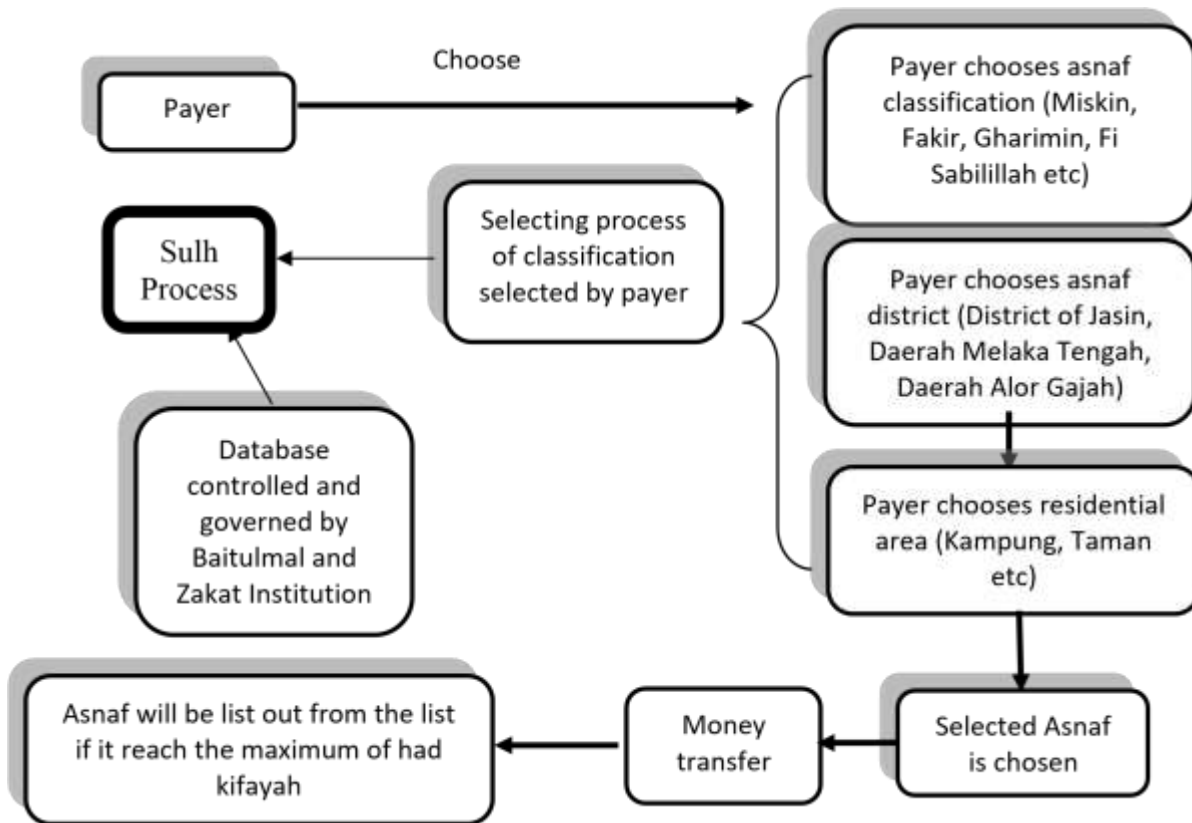 Payer
Choose
Payer chooses asnaf
classification (Miskin,
Fakir, Gharimin, Fi
Sabilillah etc)
Sulh
Process
Selecting process
of classification
selected by payer
Payer chooses asnaf
district (District of Jasin,
Daerah Melaka Tengah,
Daerah Alor Gajah)
Database
controlled and
governed by
Baitulmal and
Zakat Institution
Payer chooses residential
area (Kampung, Taman
etc)
Selected Asnaf
is chosen
Money
transfer
Asnaf will be list out from the list
if it reach the maximum of had
kifayah